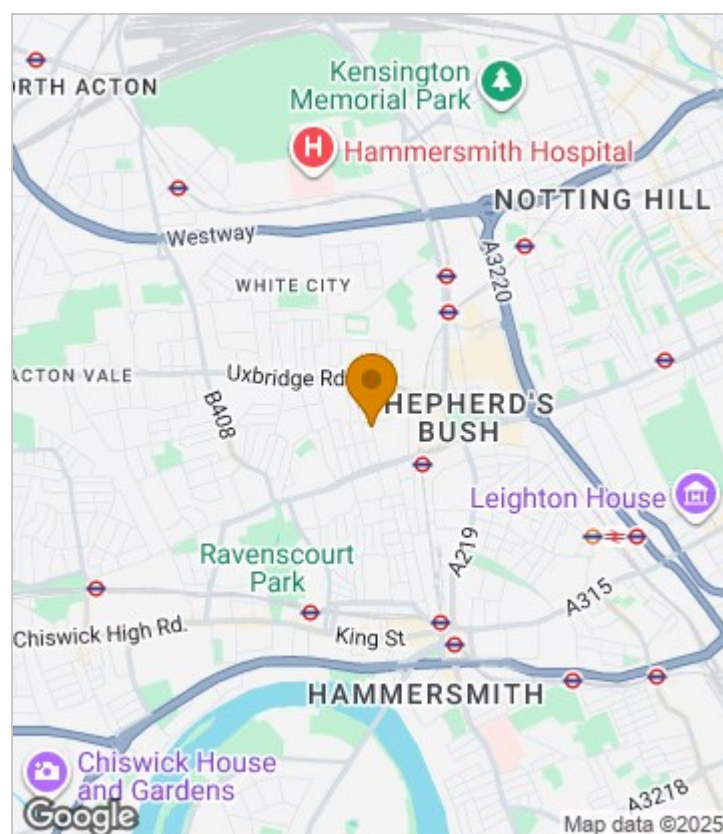 ORTH ACTON
Kensington
Memorial Park
H
Hammersmith Hospital
NOTTING HILL
Westway
A3220
WHITE CITY
ACTON VALE
Uxbridge Rd
B408
HEPHERD'S
BUSH
Leighton House
A219
Ravenscourt
Park
A315
Chiswick High Rd.
King St
HAMMERSMITH
Chiswick House
and Gardens
A3218
Google
Map data ©2025